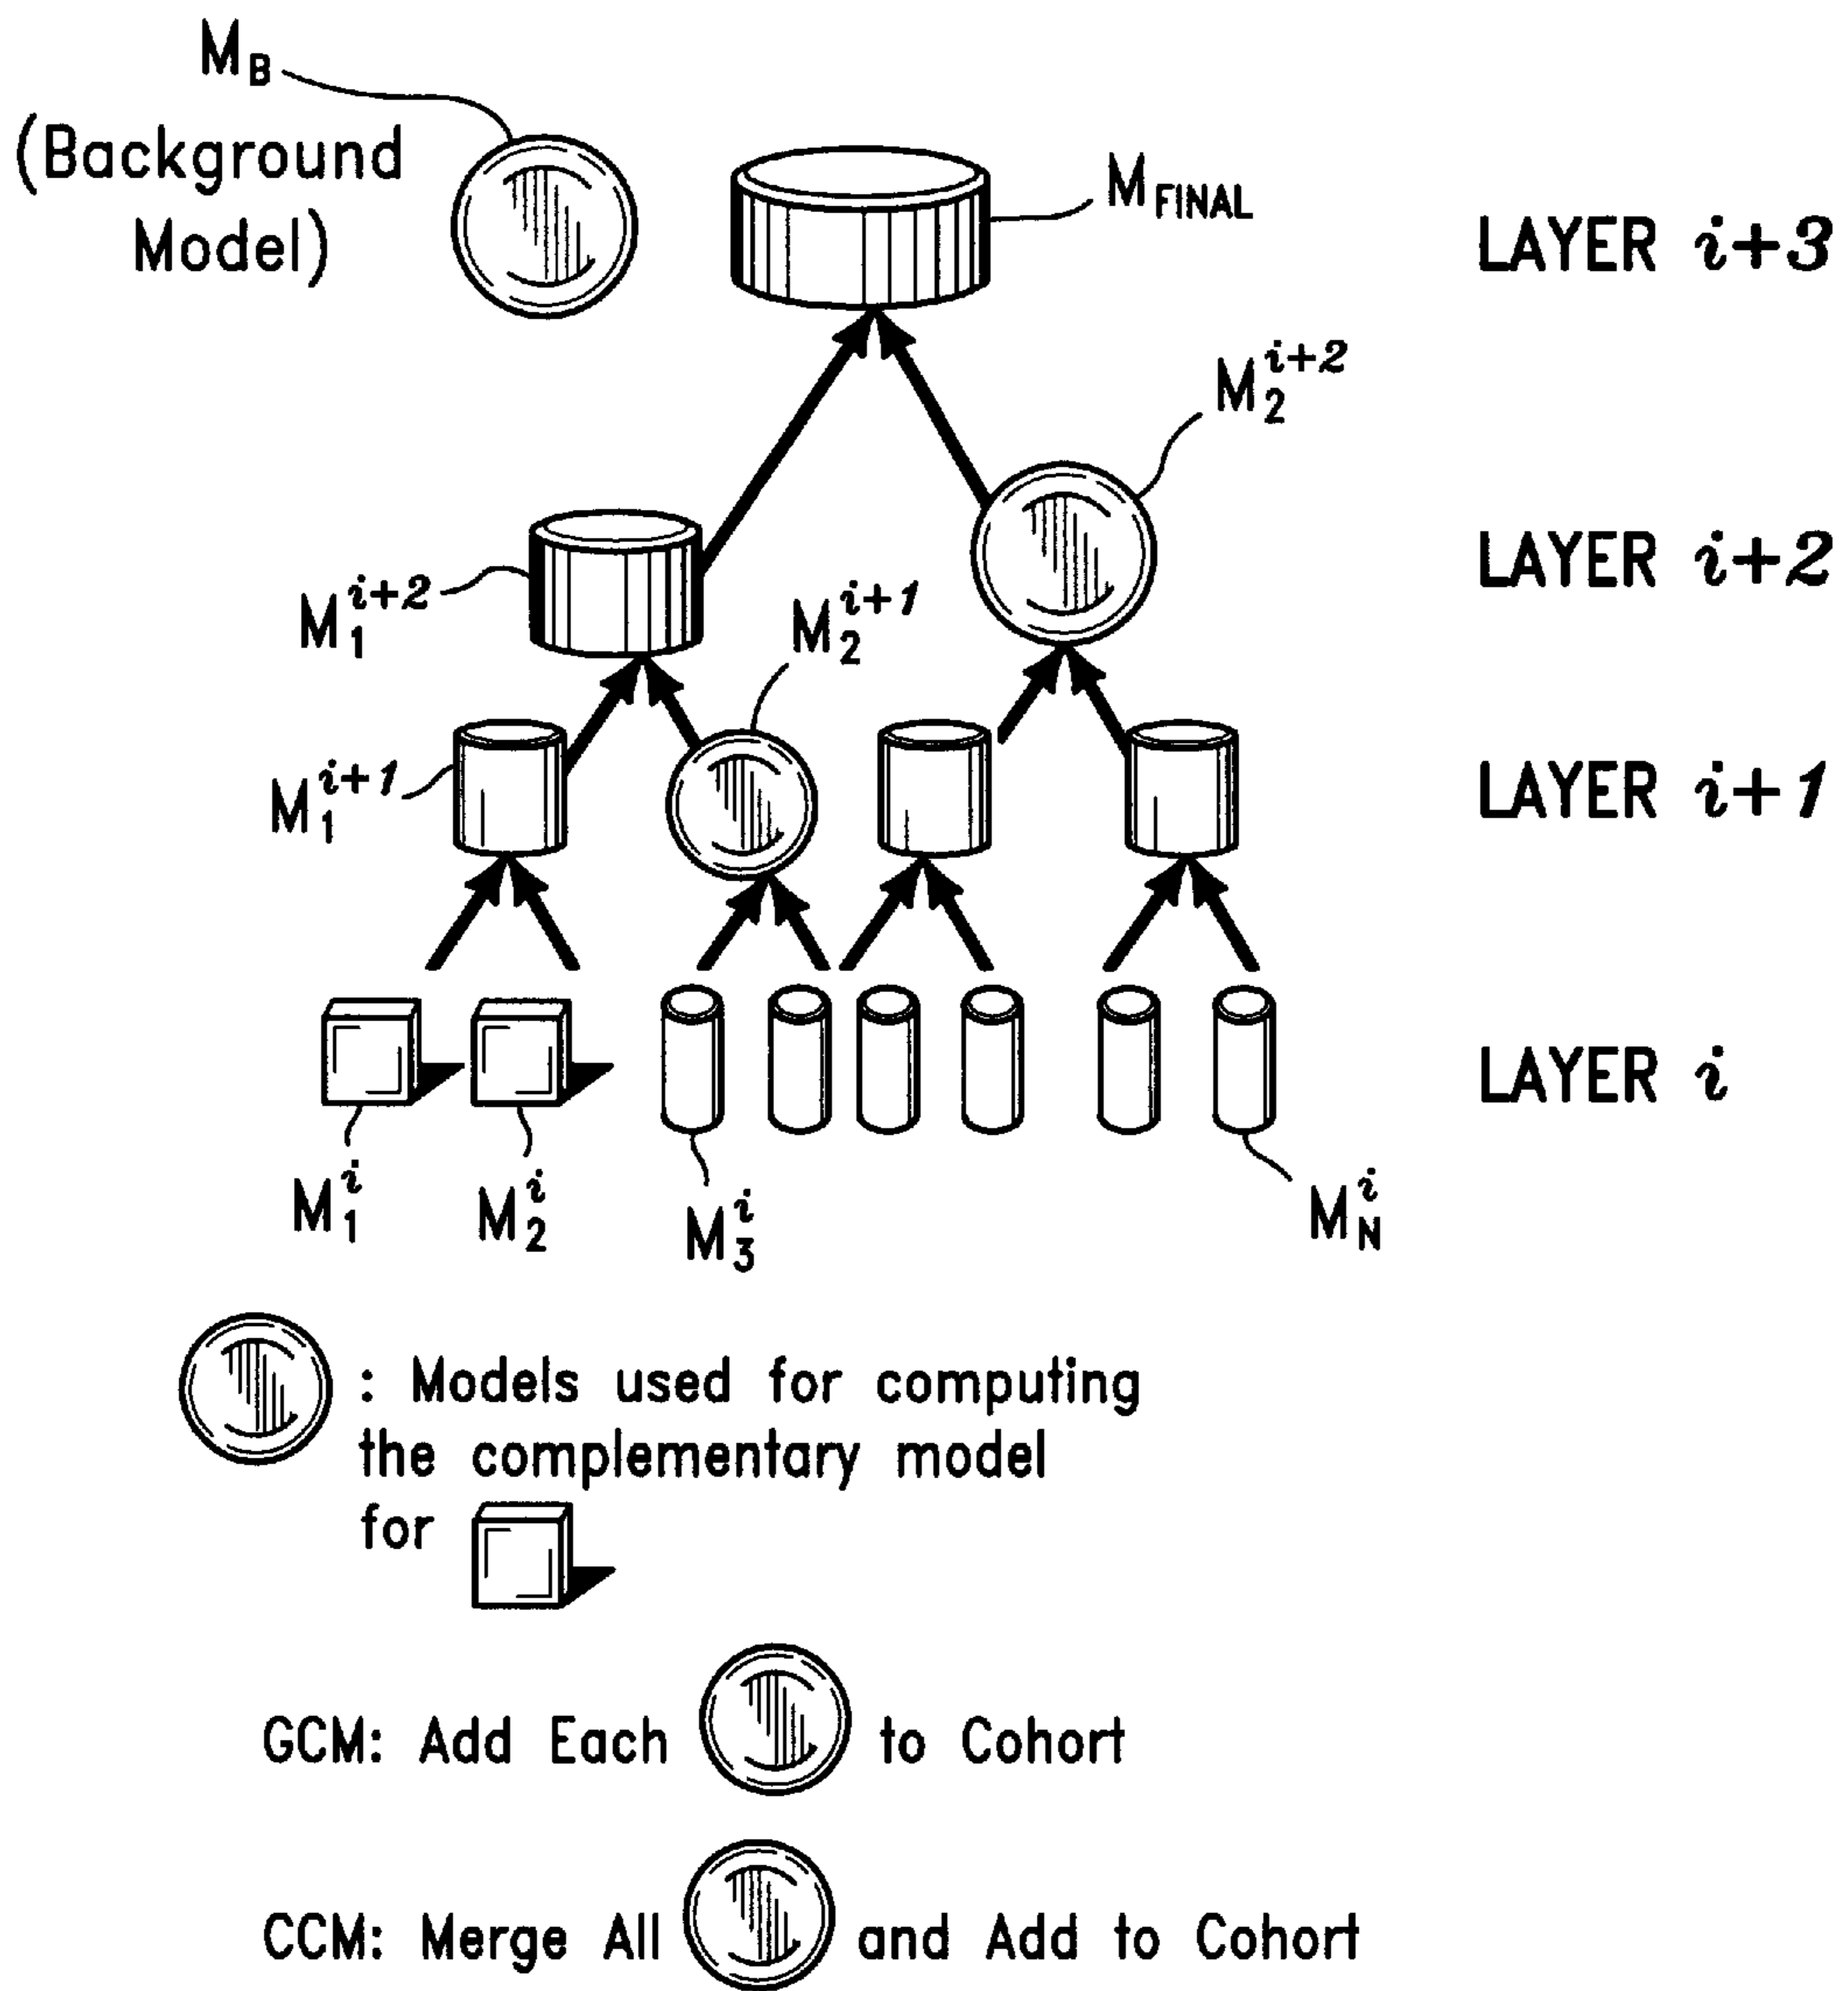 M_B
(Background
Model)
M_FINAL
LAYER i+3
M_2^{i+2}
LAYER i+2
M_1^{i+2}
M_2^{i+1}
M_1^{i+1}
LAYER i+1
LAYER i
M_1^i
M_2^i
M_3^i
M_N^i
: Models used for computing
the complementary model
for
GCM: Add Each to Cohort
CCM: Merge All and Add to Cohort